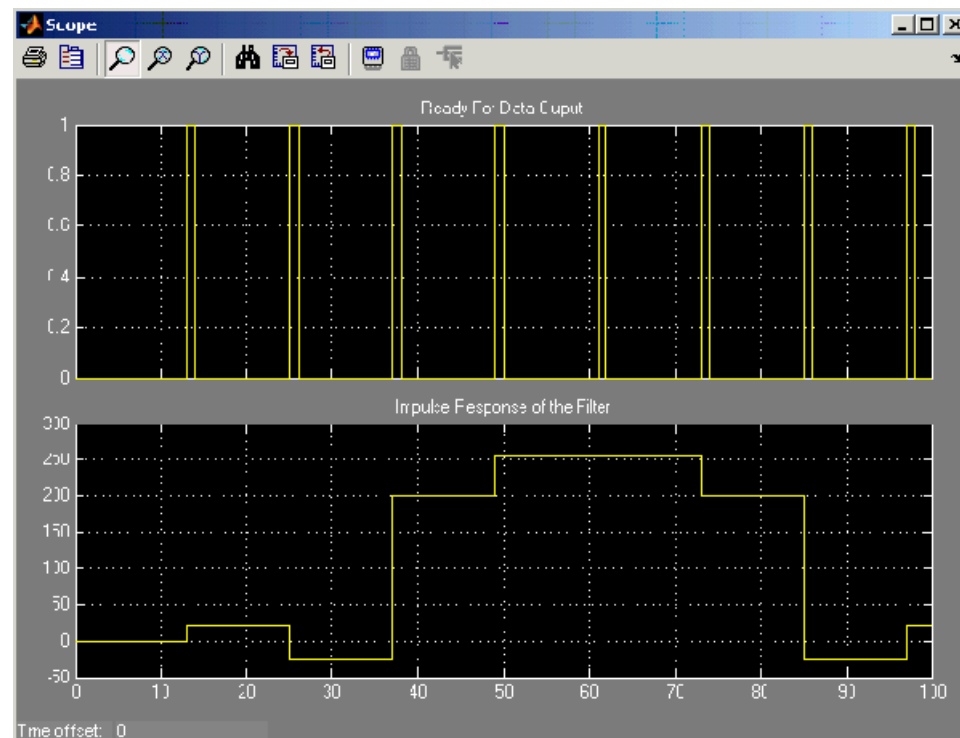 Scope
Ready For Data Ouput
1
0.8
0.6
0.4
0.2
0
Impulse Response of the Filter
300
250
200
150
100
50
0
-50
0 10 20 30 40 50 60 70 80 90 100
Time offset: 0